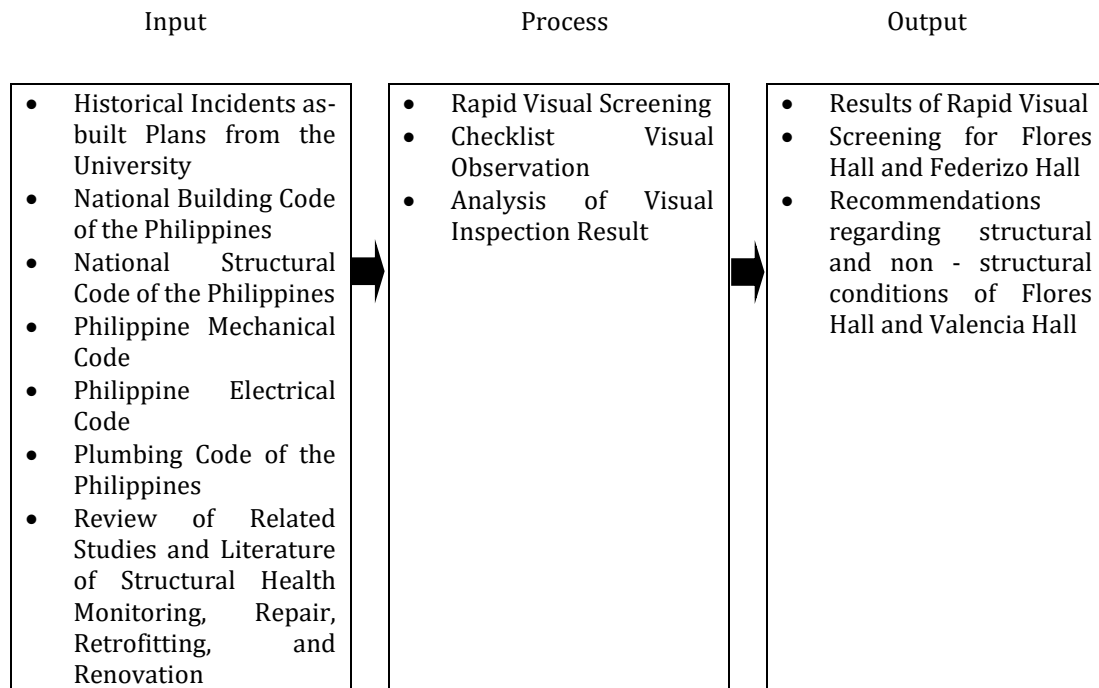 Input
Process
Output
• Historical Incidents as-
built Plans from the
University
• National Building Code
of the Philippines
• National Structural
Code of the Philippines
• Philippine Mechanical
Code
• Philippine Electrical
Code
• Plumbing Code of the
Philippines
• Review of Related
Studies and Literature
of Structural Health
Monitoring, Repair,
Retrofitting, and
Renovation
• Rapid Visual Screening
• Checklist Visual
Observation
• Analysis of Visual
Inspection Result
• Results of Rapid Visual
• Screening for Flores
Hall and Federizo Hall
• Recommendations
regarding structural
and non - structural
conditions of Flores
Hall and Valencia Hall